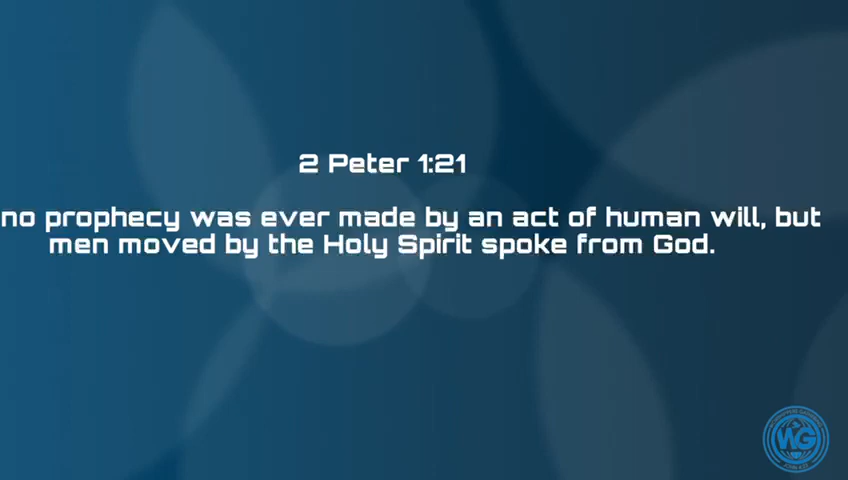 2 Peter 1:21
no prophecy was ever made by an act of human will, but
men moved by the Holy Spirit spoke from God.
WG